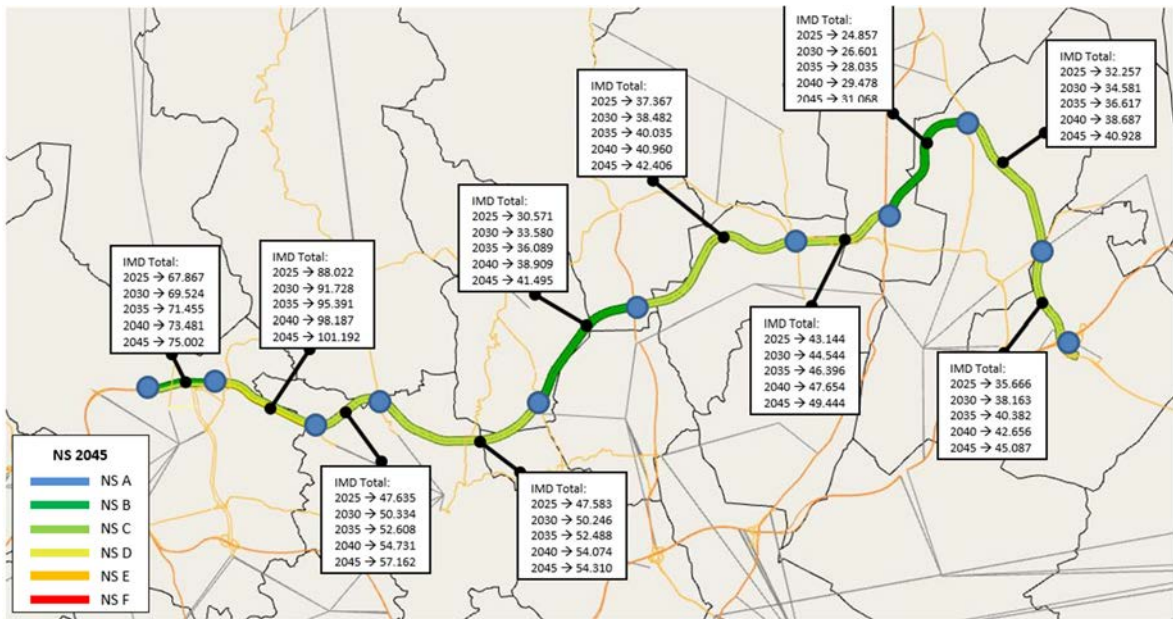 IMD Total:
2025 → 24.857
2030 → 26.601
2035 → 28.035
2040 → 29.478
2045 → 31.068
IMD Total:
2025 → 32.257
2030 → 34.581
2035 → 36.617
2040 → 38.687
2045 → 40.928
IMD Total:
2025 → 37.367
2030 → 38.482
2035 → 40.035
2040 → 40.960
2045 → 42.406
IMD Total:
2025 → 30.571
2030 → 33.580
2035 → 36.089
2040 → 38.909
2045 → 41.495
IMD Total:
2025 → 67.867
2030 → 69.524
2035 → 71.455
2040 → 73.481
2045 → 75.002
IMD Total:
2025 → 88.022
2030 → 91.728
2035 → 95.391
2040 → 98.187
2045 → 101.192
IMD Total:
2025 → 43.144
2030 → 44.544
2035 → 46.396
2040 → 47.654
2045 → 49.444
IMD Total:
2025 → 35.666
2030 → 38.163
2035 → 40.382
2040 → 42.656
2045 → 45.087
IMD Total:
2025 → 47.635
2030 → 50.334
2035 → 52.608
2040 → 54.731
2045 → 57.162
IMD Total:
2025 → 47.583
2030 → 50.246
2035 → 52.488
2040 → 54.074
2045 → 54.310
NS 2045
NS A
NS B
NS C
NS D
NS E
NS F